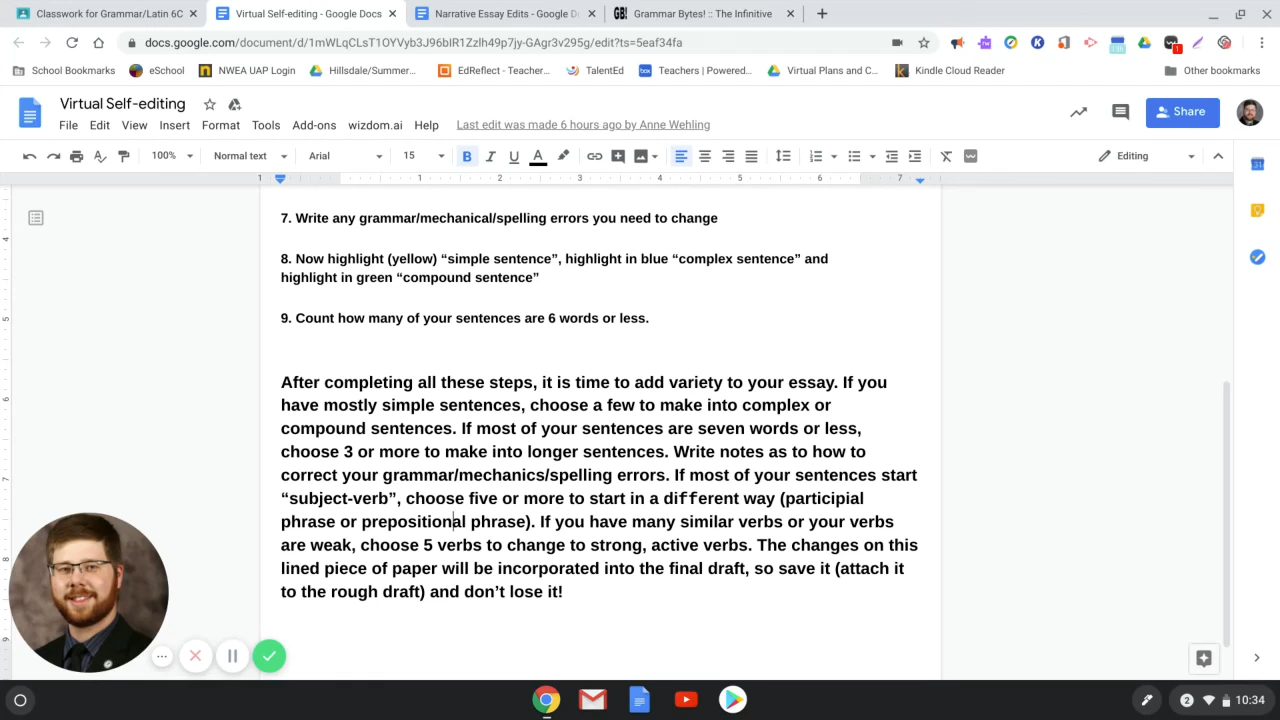 Classwork for Grammar/Latin 6C
Virtual Self-editing - Google Docs
Narrative Essay Edits - Google D
GB! Grammar Bytes! :: The Infinitive
docs.google.com/document/d/1mWLqCLsT1OYVyb3J96bIR1Zzlh49p7jy-GAgr3v295g/edit?ts=5eaf34fa
School Bookmarks eSchool NWEA UAP Login Hillsdale/Summer... EdReflect - Teacher... TalentEd box Teachers | Powered... Virtual Plans and C... Kindle Cloud Reader Other bookmarks
Virtual Self-editing
Share
File Edit View Insert Format Tools Add-ons wizdom.ai Help Last edit was made 6 hours ago by Anne Wehling
100% Normal text Arial 15 B I U A Editing
1 1 2 3 4 5 6 7
7. Write any grammar/mechanical/spelling errors you need to change
8. Now highlight (yellow) “simple sentence”, highlight in blue “complex sentence” and
highlight in green “compound sentence”
9. Count how many of your sentences are 6 words or less.
After completing all these steps, it is time to add variety to your essay. If you
have mostly simple sentences, choose a few to make into complex or
compound sentences. If most of your sentences are seven words or less,
choose 3 or more to make into longer sentences. Write notes as to how to
correct your grammar/mechanics/spelling errors. If most of your sentences start
“subject-verb”, choose five or more to start in a different way (participial
phrase or prepositional phrase). If you have many similar verbs or your verbs
are weak, choose 5 verbs to change to strong, active verbs. The changes on this
lined piece of paper will be incorporated into the final draft, so save it (attach it
to the rough draft) and don’t lose it!
2 10:34